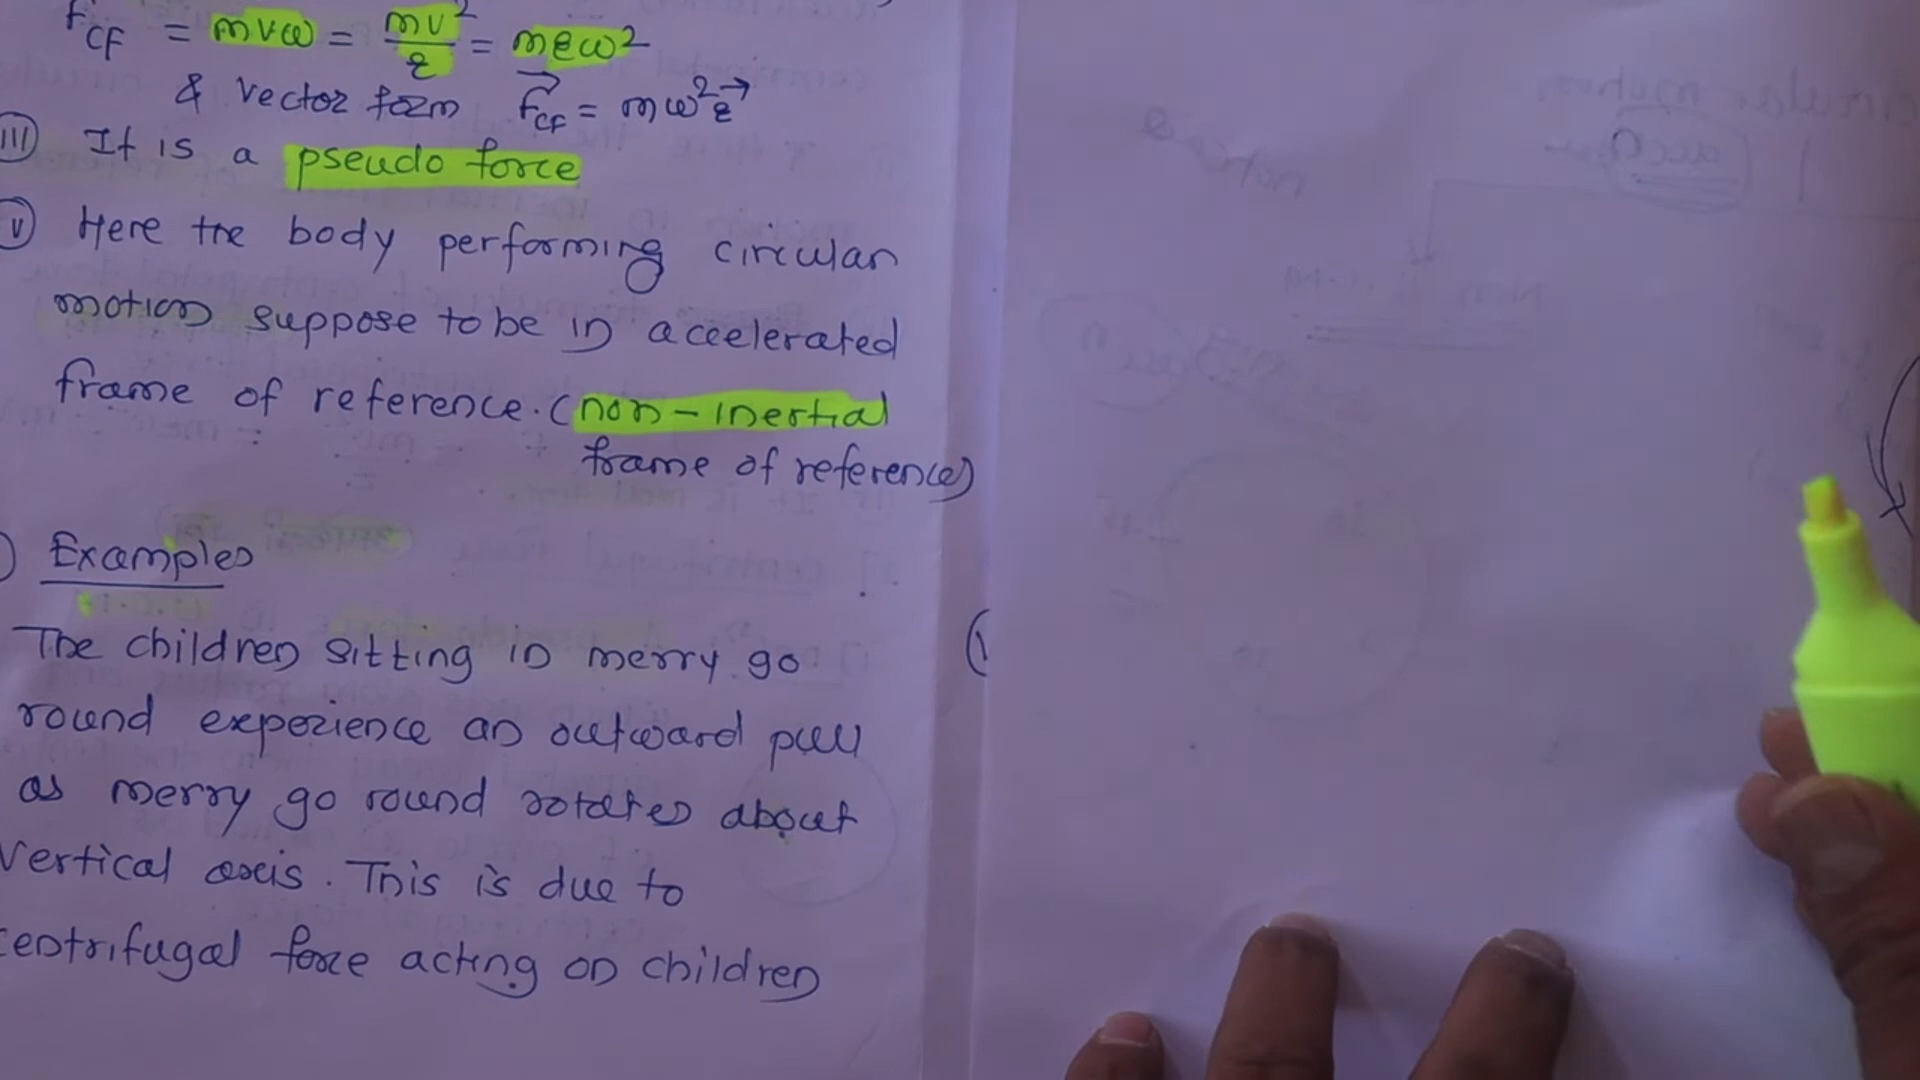 F_CF = mvω = mv²/r = mrω²
& vector form F⃗_CF = mω²r⃗
III) It is a pseudo force
V) Here the body performing circular
motion suppose to be in accelerated
frame of reference. (non-inertial
frame of reference)
) Examples
The children sitting in merry go
round experience an outward pull
as merry go round rotates about
vertical axis. This is due to
centrifugal force acting on children